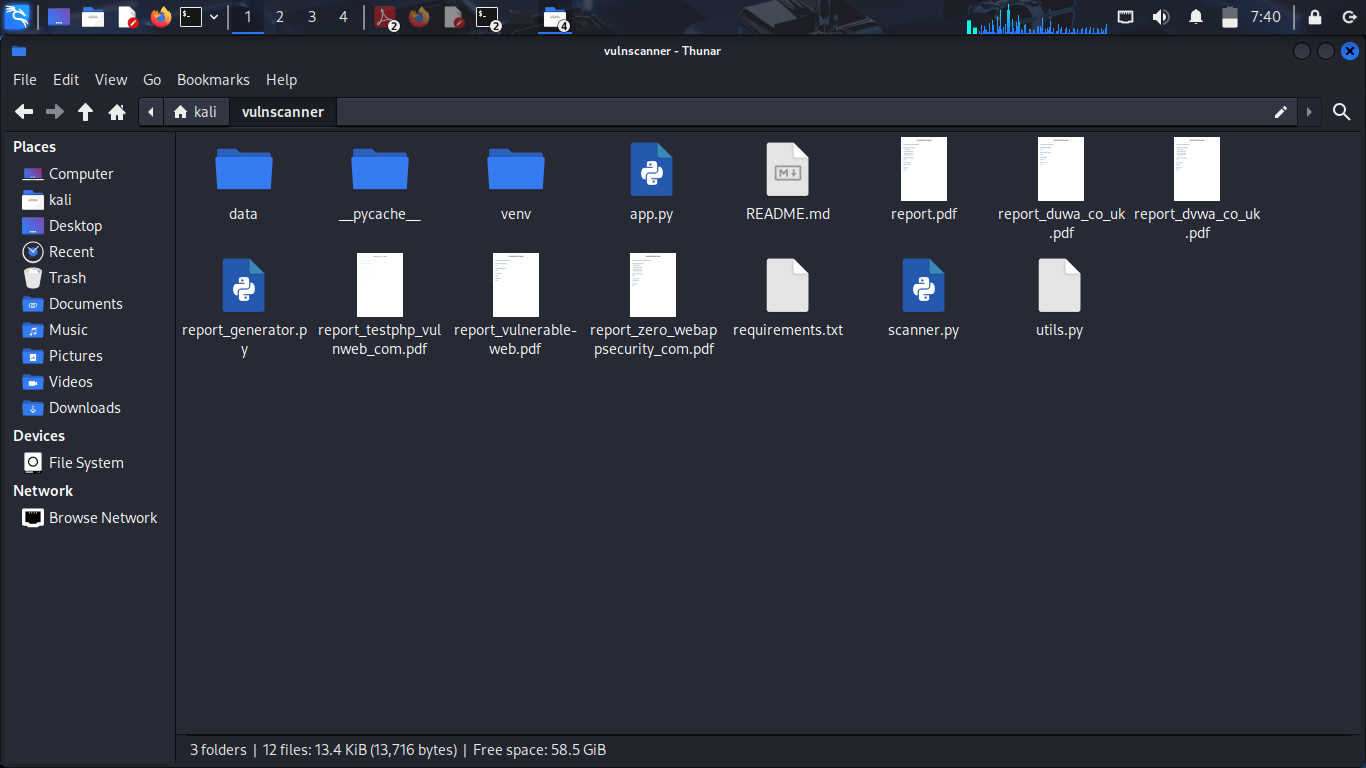 1 2 3 4 2 2 4 7:40
vulnscanner - Thunar
File Edit View Go Bookmarks Help
kali vulnscanner
Places
Computer
kali
Desktop
Recent
Trash
Documents
Music
Pictures
Videos
Downloads
Devices
File System
Network
Browse Network
data
__pycache__
venv
app.py
README.md
report.pdf
report_duwa_co_uk
.pdf
report_dvwa_co_uk
.pdf
report_generator.p
y
report_testphp_vul
nweb_com.pdf
report_vulnerable-
web.pdf
report_zero_webap
psecurity_com.pdf
requirements.txt
scanner.py
utils.py
3 folders | 12 files: 13.4 KiB (13,716 bytes) | Free space: 58.5 GiB